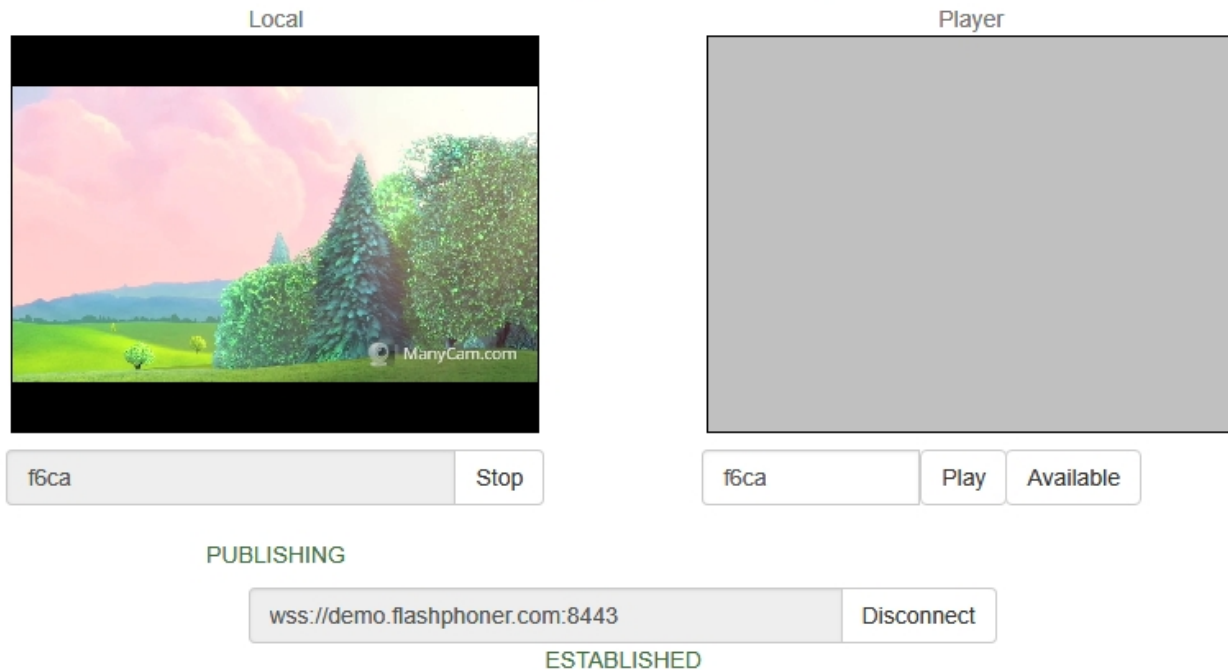 Local
Player
ManyCam.com
f6ca
Stop
f6ca
Play
Available
PUBLISHING
wss://demo.flashphoner.com:8443
Disconnect
ESTABLISHED